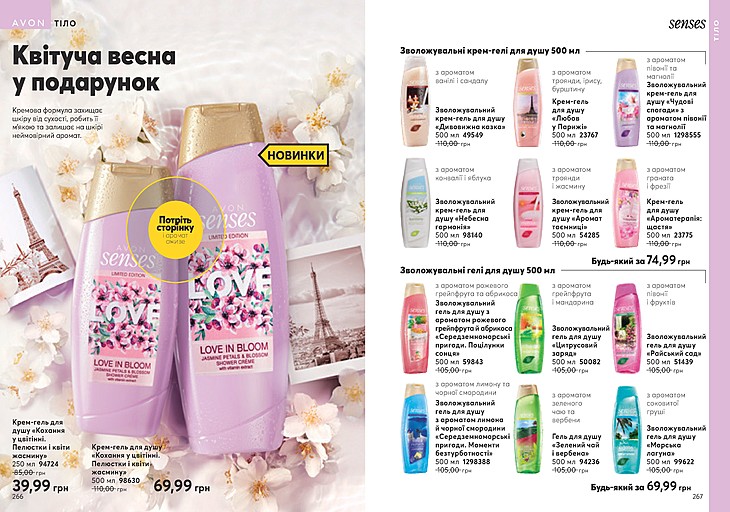 AVON ТІЛО
Квітуча весна
у подарунок
Кремова формула захищає
шкіру від сухості, робить її
м'якою та залишає на шкірі
неймовірний аромат.
НОВИНКИ
Потріть
сторінку
і аромат
ожиє
AVON
senses
LIMITED EDITION
LOVE
LOVE IN BLOOM
JASMINE PETALS & BLOSSOM
SHOWER CRÈME
with vitamin extract
AVON
senses
LIMITED EDITION
LOVE
LOVE IN BLOOM
JASMINE PETALS & BLOSSOM
SHOWER CRÈME
with vitamin extract
Крем-гель для
душу «Кохання
у цвітінні.
Пелюстки і квіти
жасмину»
250 мл 94724
85,00 грн
39,99 грн
Крем-гель для душу
«Кохання у цвітінні.
Пелюстки і квіти
жасмину»
500 мл 98630
110,00 грн
69,99 грн
266
senses
ТІЛО
Зволожувальні крем-гелі для душу 500 мл
з ароматом
ванілі і сандалу
Зволожувальний
крем-гель для
душу «Дивовижна казка»
500 мл 49549
110,00 грн
з ароматом
троянди, ірису,
бурштину
Крем-гель
для душу
«Любов
у Парижі»
500 мл 23767
110,00 грн
з ароматом
півонії та
магнолії
Зволожувальний
крем-гель для
душу «Чудові
спогади» з
ароматом півонії
та магнолії
500 мл 1298555
110,00 грн
з ароматом
конвалії і яблука
Зволожувальний
крем-гель для
душу «Небесна
гармонія»
500 мл 98140
110,00 грн
з ароматом
троянди
і жасмину
Зволожувальний
крем-гель для
душу «Аромат
таємниці»
500 мл 54285
110,00 грн
з ароматом
граната
і фрезії
Крем-гель
для душу
«Ароматерапія:
щастя»
500 мл 23775
110,00 грн
Будь-який за 74,99 грн
Зволожувальні гелі для душу 500 мл
з ароматом рожевого
грейпфрута та абрикоса
Зволожувальний
гель для душу з
ароматом рожевого
грейпфрута й абрикоса
«Середземноморські
пригоди. Поцілунки
сонця»
500 мл 59843
105,00 грн
з ароматом
грейпфрута
і мандарина
Зволожувальний
гель для душу
«Цитрусовий
заряд»
500 мл 50082
105,00 грн
з ароматом
півонії
і фруктів
Зволожувальний
гель для душу
«Райський сад»
500 мл 51439
105,00 грн
з ароматом лимону та
чорної смородини
Зволожувальний
гель для душу
з ароматом лимона
й чорної смородини
«Середземноморські
пригоди. Моменти
безтурботності»
500 мл 1298388
105,00 грн
з ароматом
зеленого
чаю та
вербени
Гель для душу
«Зелений чай
і вербена»
500 мл 94236
105,00 грн
з ароматом
соковитої
груші
Зволожувальний
гель для душу
«Морська
лагуна»
500 мл 99622
105,00 грн
Будь-який за 69,99 грн
267